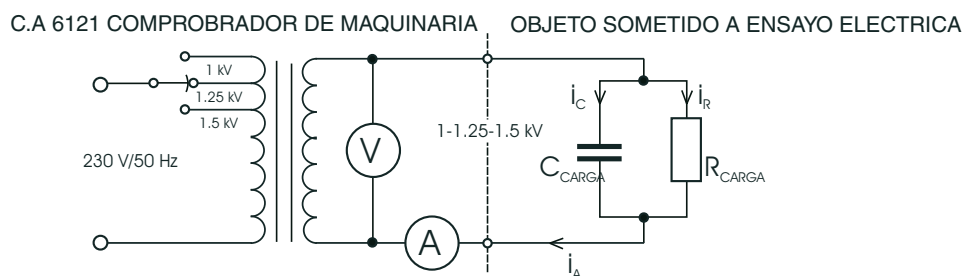 C.A 6121 COMPROBRADOR DE MAQUINARIA
OBJETO SOMETIDO A ENSAYO ELECTRICA
1 kV
1.25 kV
1.5 kV
230 V/50 Hz
V
A
1-1.25-1.5 kV
iC
iR
CCARGA
RCARGA
iA